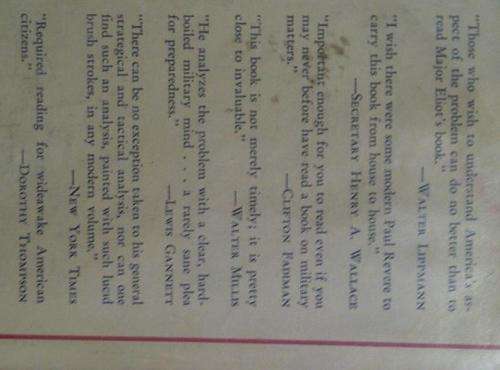 "Those who wish to understand America's as-
pect of the problem can do no better than to
read Major Eliot's book."
—WALTER LIPPMANN
"I wish there were some modern Paul Revere to
carry this book from house to house."
—SECRETARY HENRY A. WALLACE
"Important enough for you to read even if you
may never before have read a book on military
matters."
—CLIFTON FADIMAN
"This book is not merely timely; it is pretty
close to invaluable."
—WALTER MILLIS
"He analyzes the problem with a clear, hard-
boiled military mind . . . a rarely sane plea
for preparedness."
—LEWIS GANNETT
"There can be no exception taken to his general
strategical and tactical analysis, nor can one
find such an analysis, painted with such lucid
brush strokes, in any modern volume."
—NEW YORK TIMES
"Required reading for wideawake American
citizens."
—DOROTHY THOMPSON